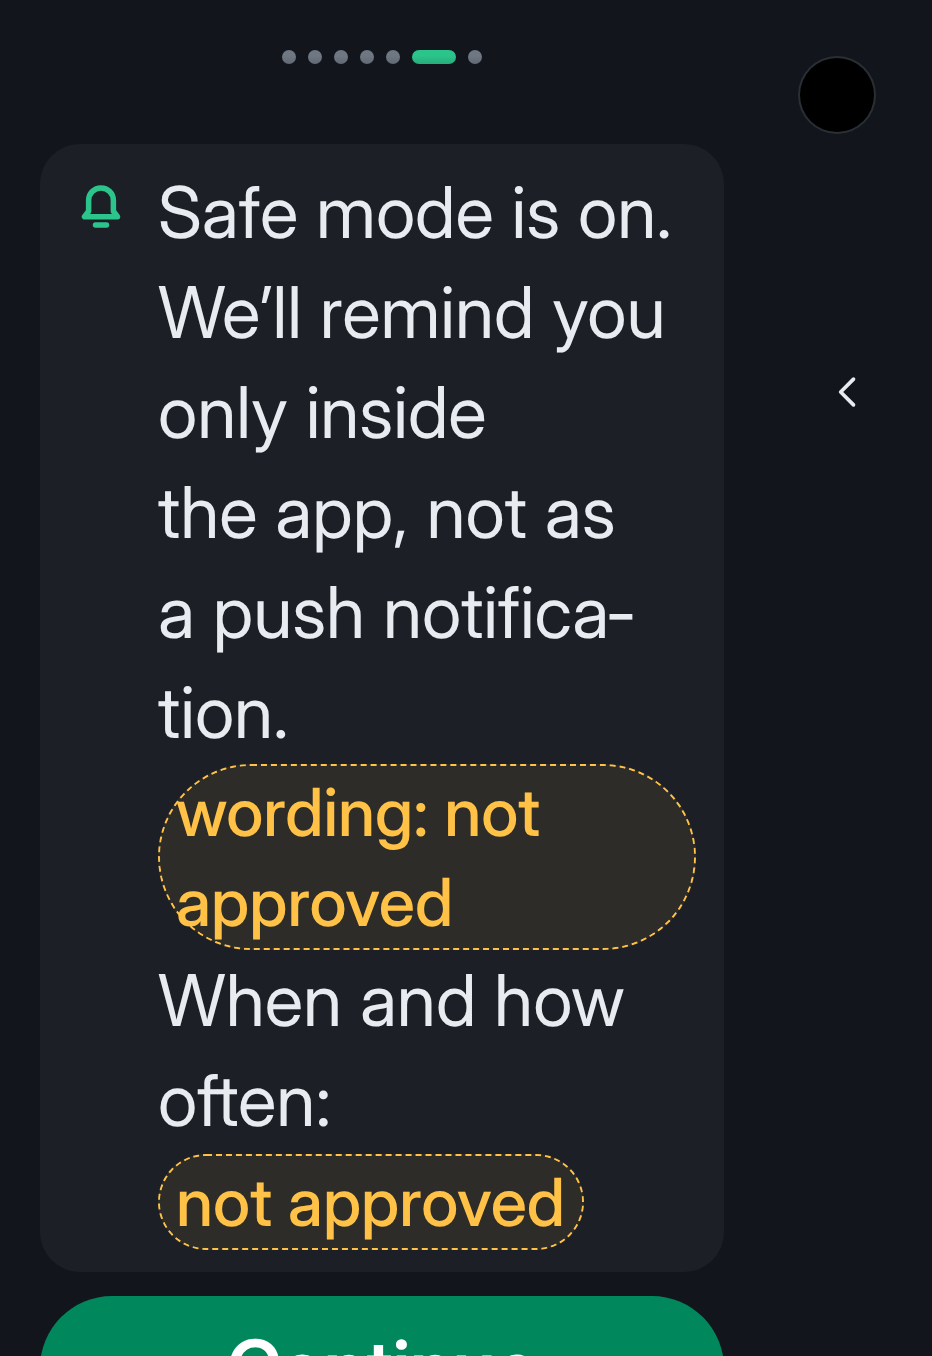 Safe mode is on.
We’ll remind you
only inside
the app, not as
a push notifica-
tion.
wording: not
approved
When and how
often:
not approved
Continue